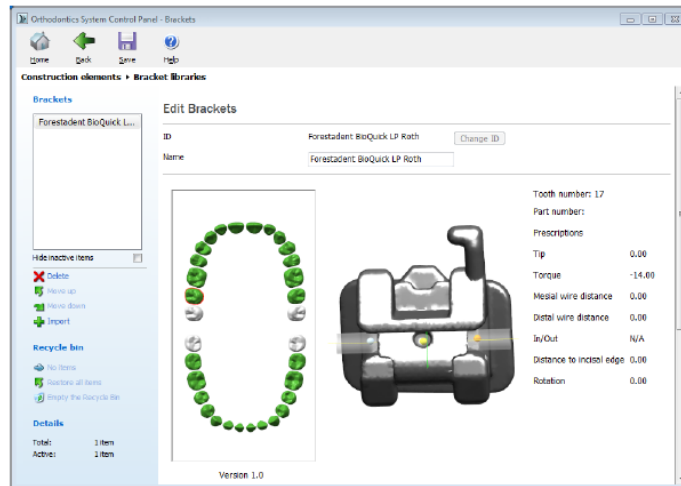 Orthodontics System Control Panel - Brackets
Home Back Save Help
Construction elements ▸ Bracket libraries
Brackets
Forestadent BioQuick L...
Hide inactive items
Delete
Move up
Move down
Import
Recycle bin
No items
Restore all items
Empty the Recycle Bin
Details
Total: 1 item
Active: 1 item
Edit Brackets
ID Forestadent BioQuick LP Roth Change ID
Name Forestadent BioQuick LP Roth
Version 1.0
Tooth number: 17
Part number:
Prescriptions
Tip 0.00
Torque -14.00
Mesial wire distance 0.00
Distal wire distance 0.00
In/Out N/A
Distance to incisal edge 0.00
Rotation 0.00